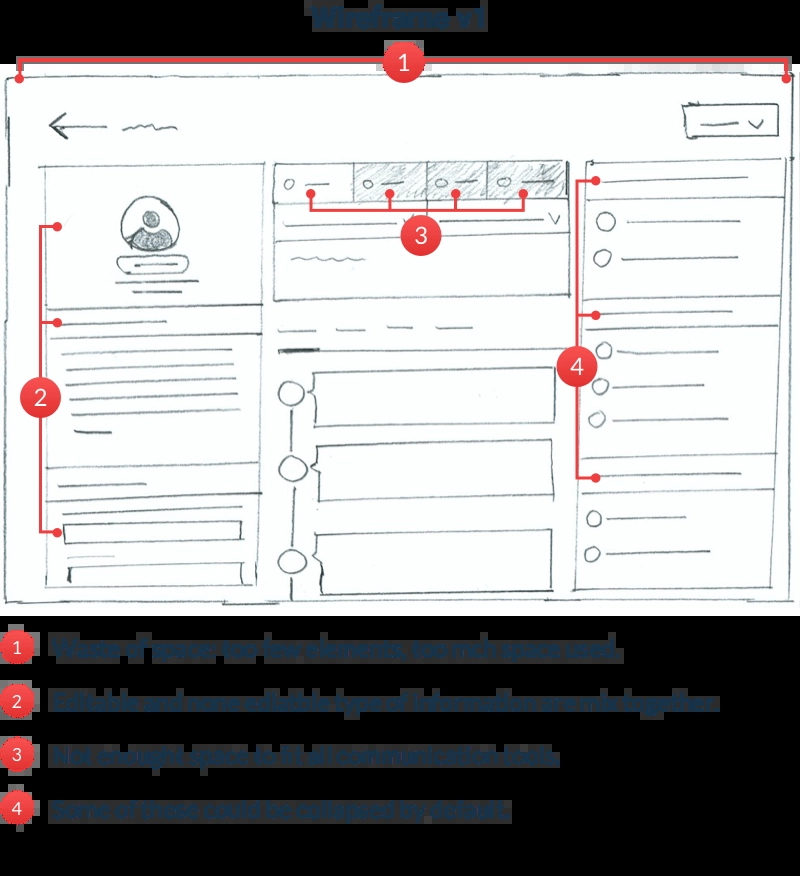 Wireframe v1
1
2
3
4
1 Waste of space: too few elements, too much space used.
2 Editable and non-editable type of information are mix together.
3 Not enought space to fit all communication tools.
4 Some of these could be collapsed by default.